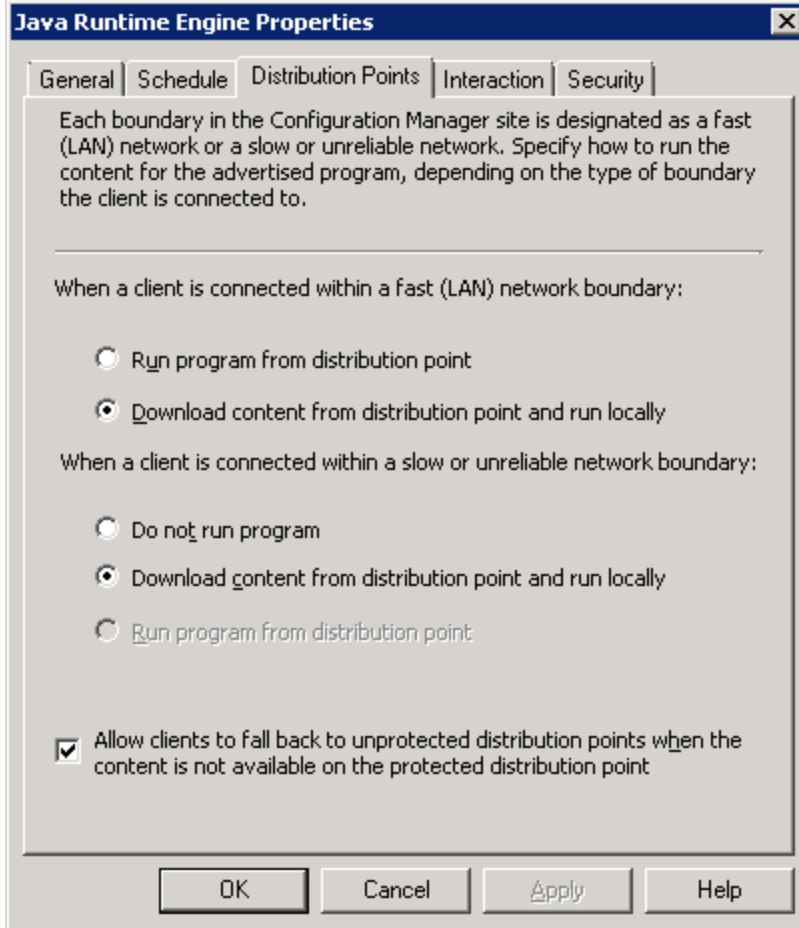 Java Runtime Engine Properties
General
Schedule
Distribution Points
Interaction
Security
Each boundary in the Configuration Manager site is designated as a fast
(LAN) network or a slow or unreliable network. Specify how to run the
content for the advertised program, depending on the type of boundary
the client is connected to.
When a client is connected within a fast (LAN) network boundary:
Run program from distribution point
Download content from distribution point and run locally
When a client is connected within a slow or unreliable network boundary:
Do not run program
Download content from distribution point and run locally
Run program from distribution point
Allow clients to fall back to unprotected distribution points when the
content is not available on the protected distribution point
OK
Cancel
Apply
Help